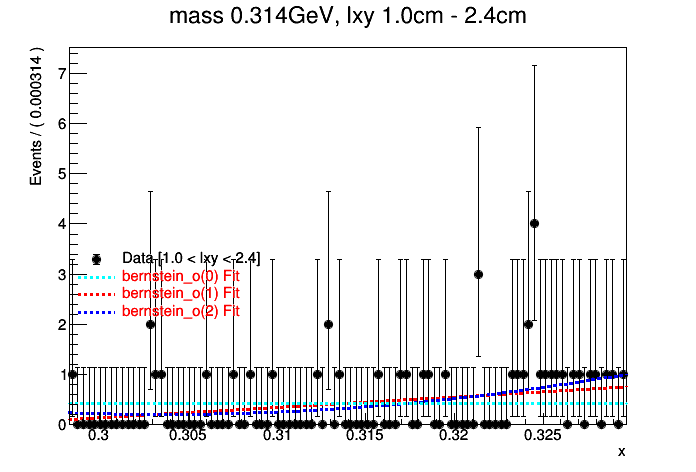 mass 0.314GeV, lxy 1.0cm - 2.4cm
Events / ( 0.000314 )
7
6
5
4
3
2
1
0
Data [1.0 < lxy < 2.4]
bernstein_o(0) Fit
bernstein_o(1) Fit
bernstein_o(2) Fit
0.3 0.305 0.31 0.315 0.32 0.325
x